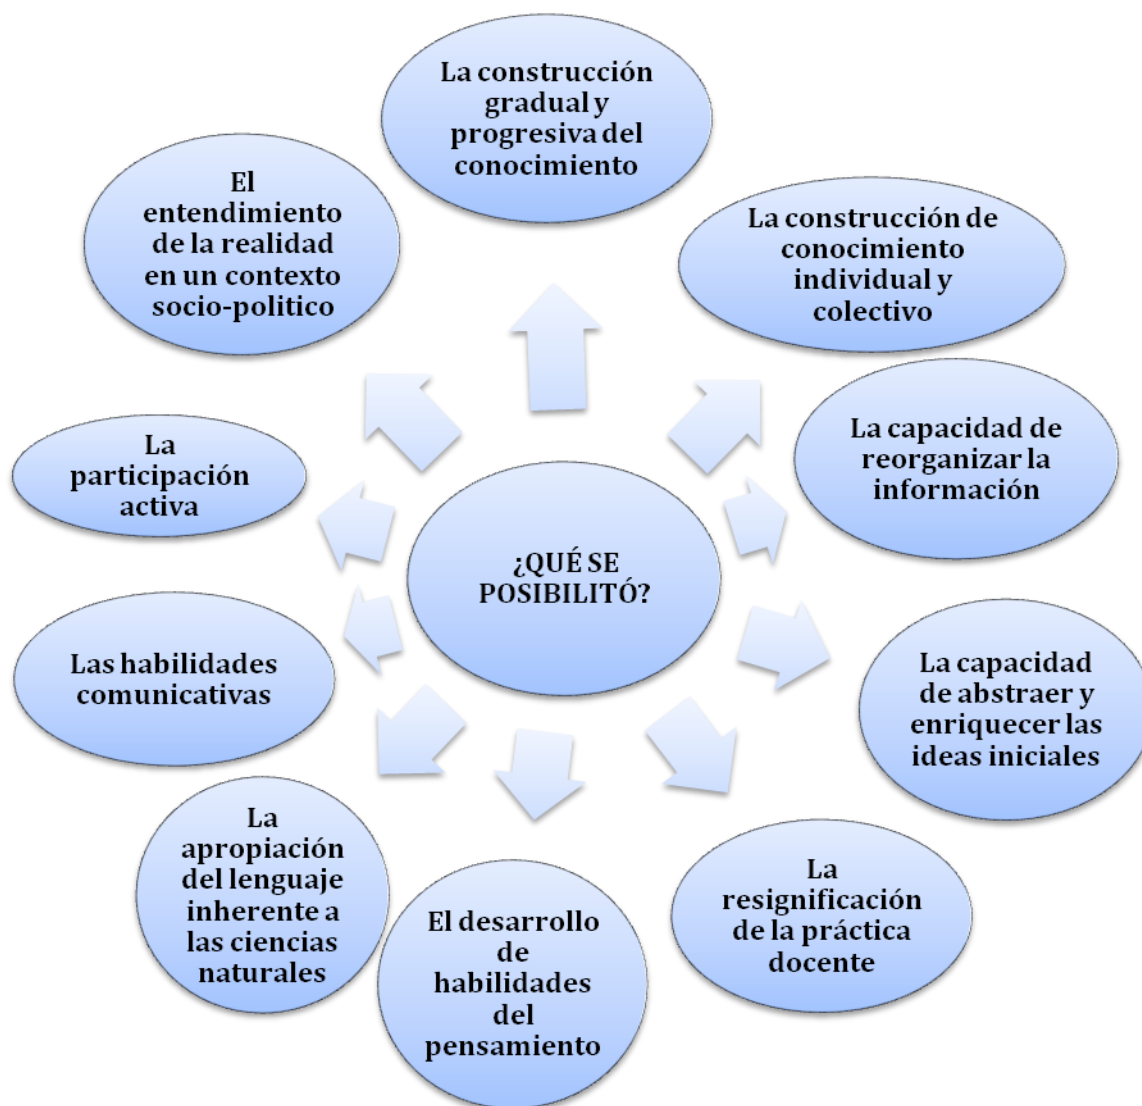 La construcción
gradual y
progresiva del
conocimiento
La construcción de
conocimiento
individual y
colectivo
La capacidad de
reorganizar la
información
La capacidad
de abstraer y
enriquecer las
ideas iniciales
La
resignificación
de la práctica
docente
El desarrollo
de
habilidades
del
pensamiento
La
apropiación
del lenguaje
inherente a
las ciencias
naturales
Las habilidades
comunicativas
La
participación
activa
El
entendimiento
de la realidad
en un contexto
socio-politico
¿QUÉ SE
POSIBILITÓ?